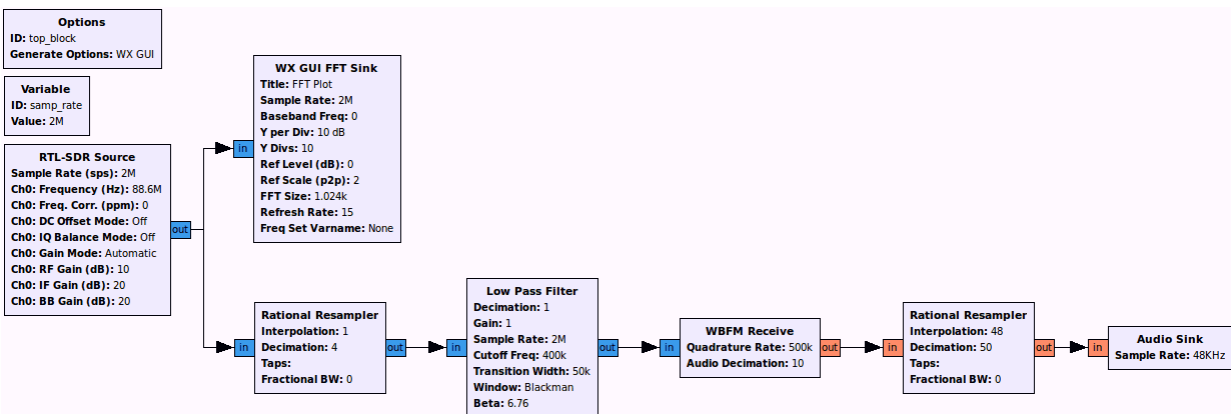 Options
ID: top_block
Generate Options: WX GUI
Variable
ID: samp_rate
Value: 2M
RTL-SDR Source
Sample Rate (sps): 2M
Ch0: Frequency (Hz): 88.6M
Ch0: Freq. Corr. (ppm): 0
Ch0: DC Offset Mode: Off
Ch0: IQ Balance Mode: Off
Ch0: Gain Mode: Automatic
Ch0: RF Gain (dB): 10
Ch0: IF Gain (dB): 20
Ch0: BB Gain (dB): 20
out
in
WX GUI FFT Sink
Title: FFT Plot
Sample Rate: 2M
Baseband Freq: 0
Y per Div: 10 dB
Y Divs: 10
Ref Level (dB): 0
Ref Scale (p2p): 2
FFT Size: 1.024k
Refresh Rate: 15
Freq Set Varname: None
in
Rational Resampler
Interpolation: 1
Decimation: 4
Taps:
Fractional BW: 0
out
in
Low Pass Filter
Decimation: 1
Gain: 1
Sample Rate: 2M
Cutoff Freq: 400k
Transition Width: 50k
Window: Blackman
Beta: 6.76
out
in
WBFM Receive
Quadrature Rate: 500k
Audio Decimation: 10
out
in
Rational Resampler
Interpolation: 48
Decimation: 50
Taps:
Fractional BW: 0
out
in
Audio Sink
Sample Rate: 48KHz